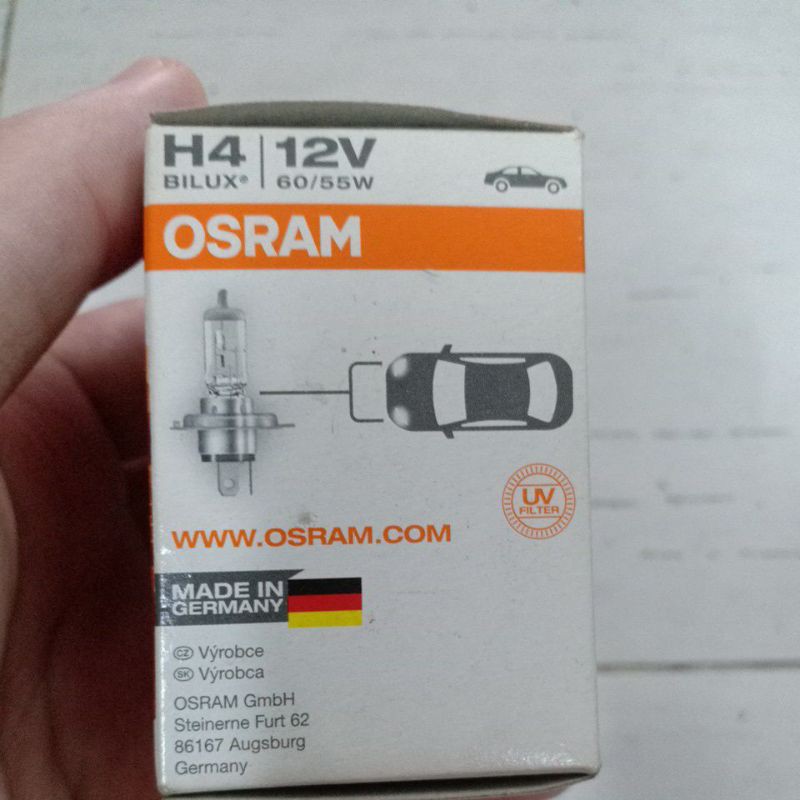 H4 12V
BILUX® 60/55W
OSRAM
UV
FILTER
WWW.OSRAM.COM
MADE IN
GERMANY
CZ Výrobce
SK Výrobca
OSRAM GmbH
Steinerne Furt 62
86167 Augsburg
Germany